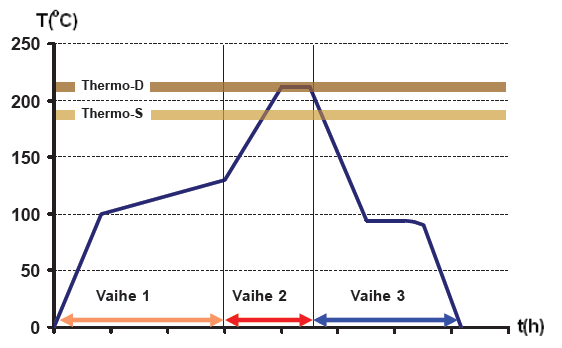 T(°C)
250
Thermo-D
200
Thermo-S
150
100
50
Vaihe 1 Vaihe 2 Vaihe 3
0
t(h)